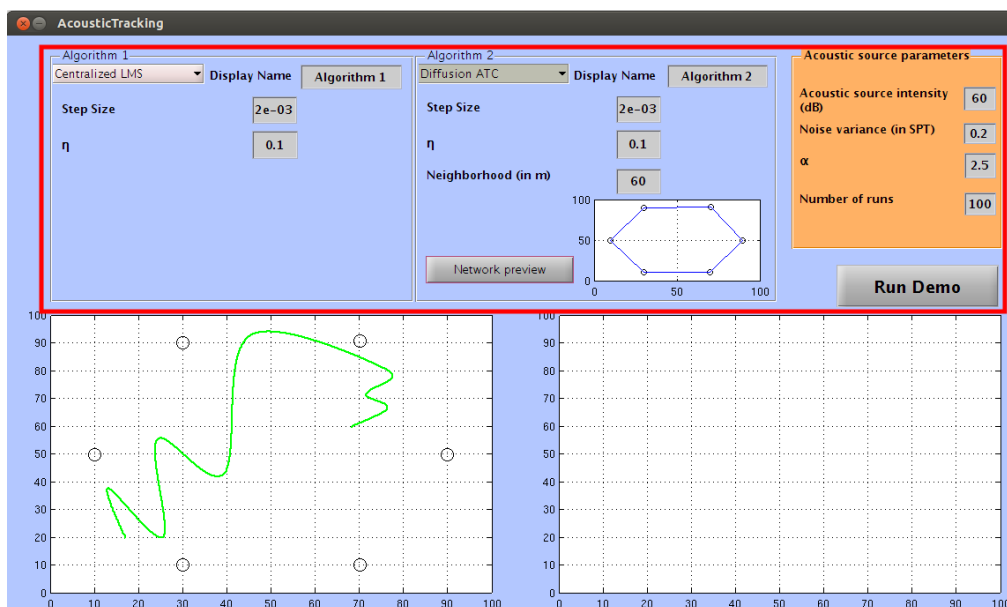 AcousticTracking
Algorithm 1
Centralized LMS
Display Name
Algorithm 1
Step Size
2e-03
η
0.1
Algorithm 2
Diffusion ATC
Display Name
Algorithm 2
Step Size
2e-03
η
0.1
Neighborhood (in m)
60
Network preview
100
50
0
0 50 100
Acoustic source parameters
Acoustic source intensity
(dB)
60
Noise variance (in SPT)
0.2
α
2.5
Number of runs
100
Run Demo
100
90
80
70
60
50
40
30
20
10
0
0 10 20 30 40 50 60 70 80 90 100
100
90
80
70
60
50
40
30
20
10
0
0 10 20 30 40 50 60 70 80 90 100